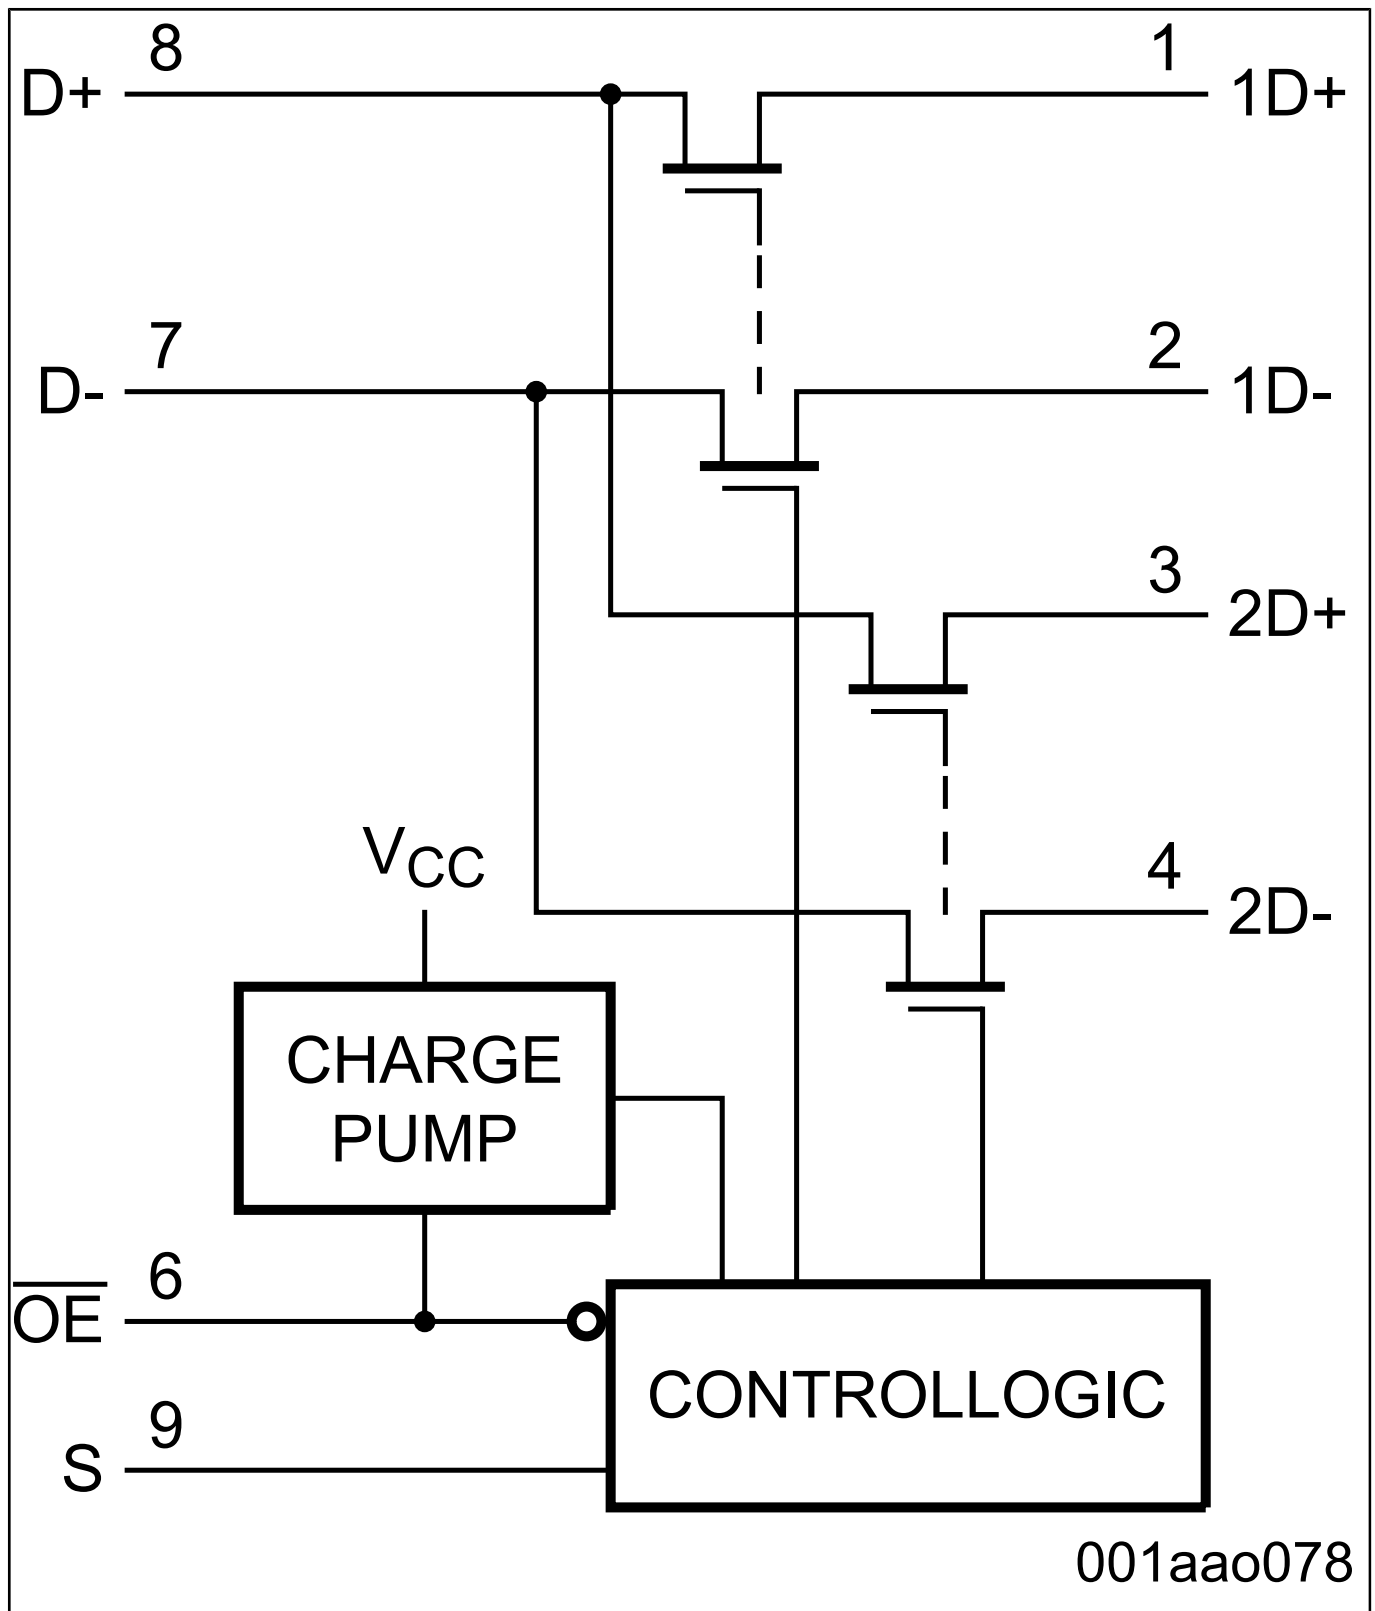 8
1
D+
1D+
7
2
D-
1D-
3
2D+
4
2D-
VCC
CHARGE
PUMP
6
OE
CONTROLLOGIC
9
S
001aao078